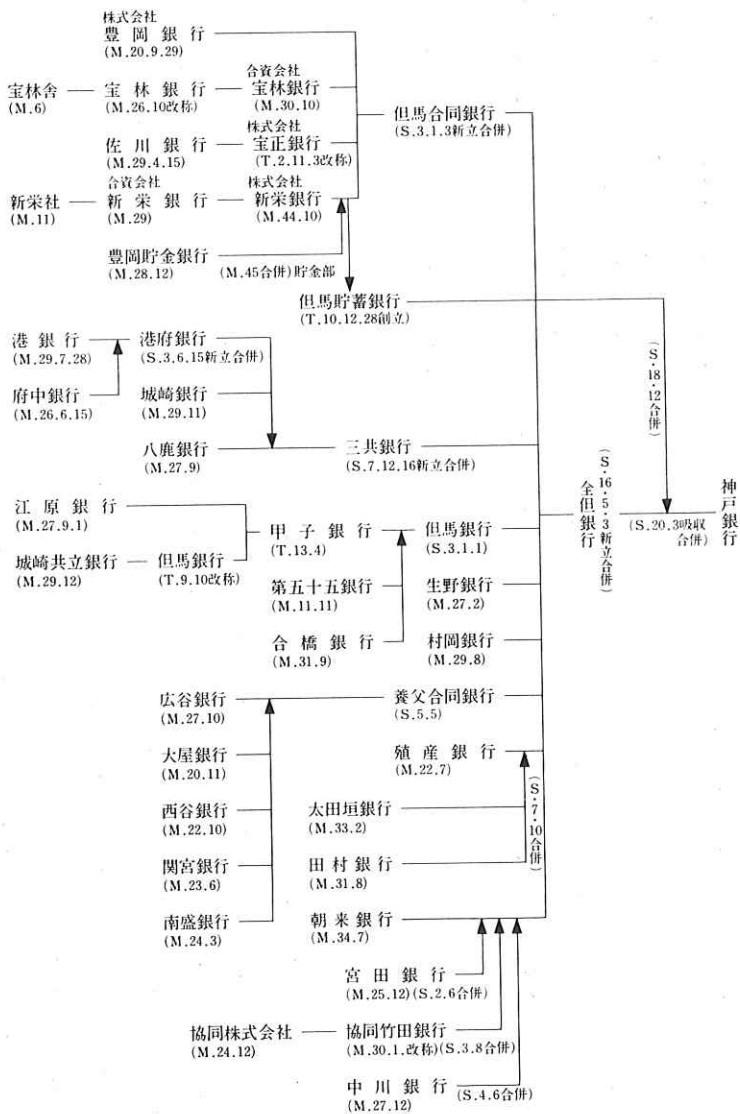 株式会社
豊岡銀行
(M.20.9.29)
宝林舎
(M.6)
宝林銀行
(M.26.10改称)
合資会社
宝林銀行
(M.30.10)
但馬合同銀行
(S.3.1.3新立合併)
佐川銀行
(M.29.4.15)
株式会社
宝正銀行
(T.2.11.3改称)
新栄社
(M.11)
合資会社
新栄銀行
(M.29)
株式会社
新栄銀行
(M.44.10)
豊岡貯金銀行
(M.28.12)
(M.45合併)貯金部
但馬貯蓄銀行
(T.10.12.28創立)
(S・18・12合併)
港銀行
(M.29.7.28)
港府銀行
(S.3.6.15新立合併)
府中銀行
(M.26.6.15)
城崎銀行
(M.29.11)
八鹿銀行
(M.27.9)
三共銀行
(S.7.12.16新立合併)
(S・16・5・3新立合併)
全但銀行
(S.20.3吸収合併)
神戸銀行
江原銀行
(M.27.9.1)
城崎共立銀行
(M.29.12)
但馬銀行
(T.9.10改称)
甲子銀行
(T.13.4)
但馬銀行
(S.3.1.1)
第五十五銀行
(M.11.11)
生野銀行
(M.27.2)
合橋銀行
(M.31.9)
村岡銀行
(M.29.8)
広谷銀行
(M.27.10)
養父合同銀行
(S.5.5)
大屋銀行
(M.20.11)
殖産銀行
(M.22.7)
(S・7・10合併)
西谷銀行
(M.22.10)
太田垣銀行
(M.33.2)
関宮銀行
(M.23.6)
田村銀行
(M.31.8)
南盛銀行
(M.24.3)
朝来銀行
(M.34.7)
宮田銀行
(M.25.12)(S.2.6合併)
協同株式会社
(M.24.12)
協同竹田銀行
(M.30.1.改称)(S.3.8合併)
中川銀行
(M.27.12)
(S.4.6合併)